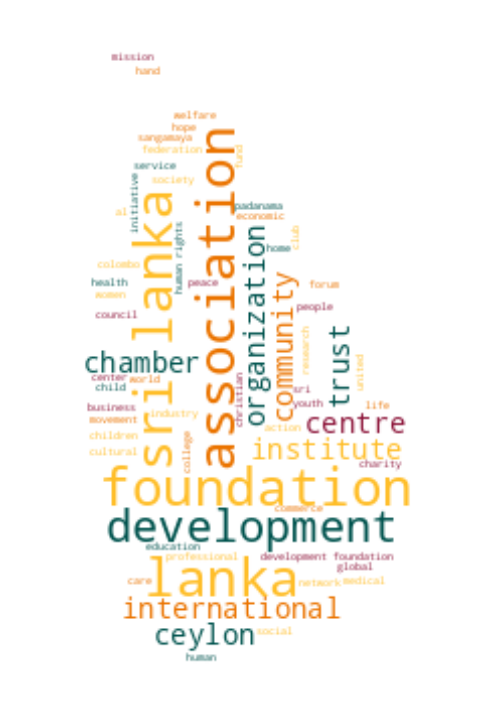 mission
hand
welfare
hope
sangamaya
federation
fund
association
service
society
initiative
sri lanka
al
padanama
economic
human rights
club
home
organization
colombo
health
women
peace
community
forum
people
council
trust
research
united
chamber
center
world
child
christian
sri
youth
life
business
movement
industry
centre
action
children
cultural
college
institute
charity
foundation
commerce
development
education
professional
development foundation
global
lanka
care
network
medical
international
ceylon
social
human